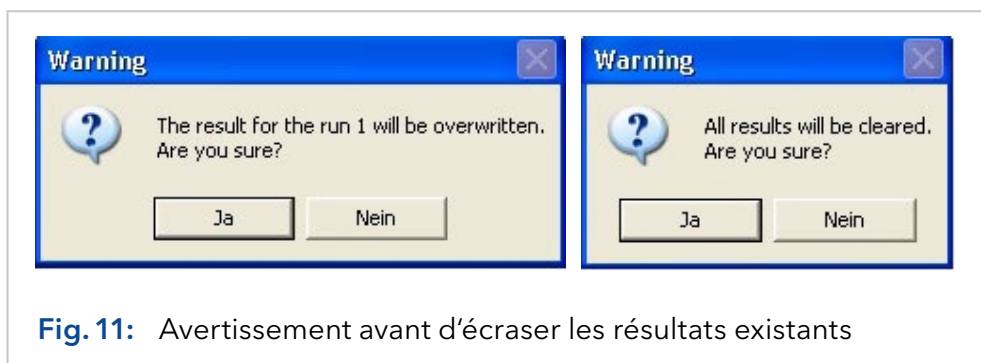 Warning
The result for the run 1 will be overwritten.
Are you sure?
Ja
Nein
Warning
All results will be cleared.
Are you sure?
Ja
Nein
Fig. 11: Avertissement avant d‘écraser les résultats existants